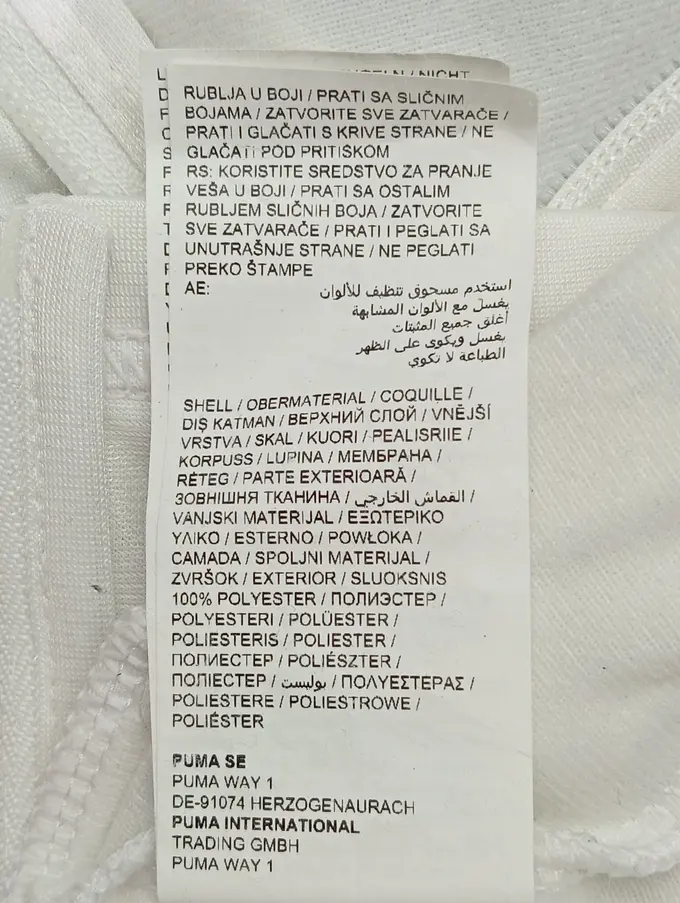 NICHT
RUBLJA U BOJI / PRATI SA SLIČNIM
BOJAMA / ZATVORITE SVE ZATVARAČE /
PRATI I GLAČATI S KRIVE STRANE / NE
GLAČATI POD PRITISKOM
RS: KORISTITE SREDSTVO ZA PRANJE
VEŠA U BOJI / PRATI SA OSTALIM
RUBLJEM SLIČNIH BOJA / ZATVORITE
SVE ZATVARAČE / PRATI I PEGLATI SA
UNUTRAŠNJE STRANE / NE PEGLATI
PREKO ŠTAMPE
AE: استخدم مسحوق تنظيف للألوان
يغسل مع الألوان المشابهة
أغلق جميع المثبتات
يغسل ويكوى على الظهر
الطباعة لا تكوي
SHELL / OBERMATERIAL / COQUILLE /
DIŞ KATMAN / ВЕРХНИЙ СЛОЙ / VNĚJŠÍ
VRSTVA / SKAL / KUORI / PEALISRIIE /
KORPUSS / LUPINA / МЕМБРАНА /
RÉTEG / PARTE EXTERIOARĂ /
ЗОВНІШНЯ ТКАНИНА / القماش الخارجي /
VANJSKI MATERIJAL / ΕΞΩΤΕΡΙΚΟ
ΥΛΙΚΟ / ESTERNO / POWŁOKA /
CAMADA / SPOLJNI MATERIJAL /
ZVRŠOK / EXTERIOR / SLUOKSNIS
100% POLYESTER / ПОЛИЭСТЕР /
POLYESTERI / POLÜESTER /
POLIESTERIS / POLIESTER /
ПОЛИЕСТЕР / POLIÉSZTER /
ПОЛІЕСТЕР / بوليست / ΠΟΛΥΕΣΤΕΡΑΣ /
POLIESTERE / POLIESTROWE /
POLIÉSTER
PUMA SE
PUMA WAY 1
DE-91074 HERZOGENAURACH
PUMA INTERNATIONAL
TRADING GMBH
PUMA WAY 1